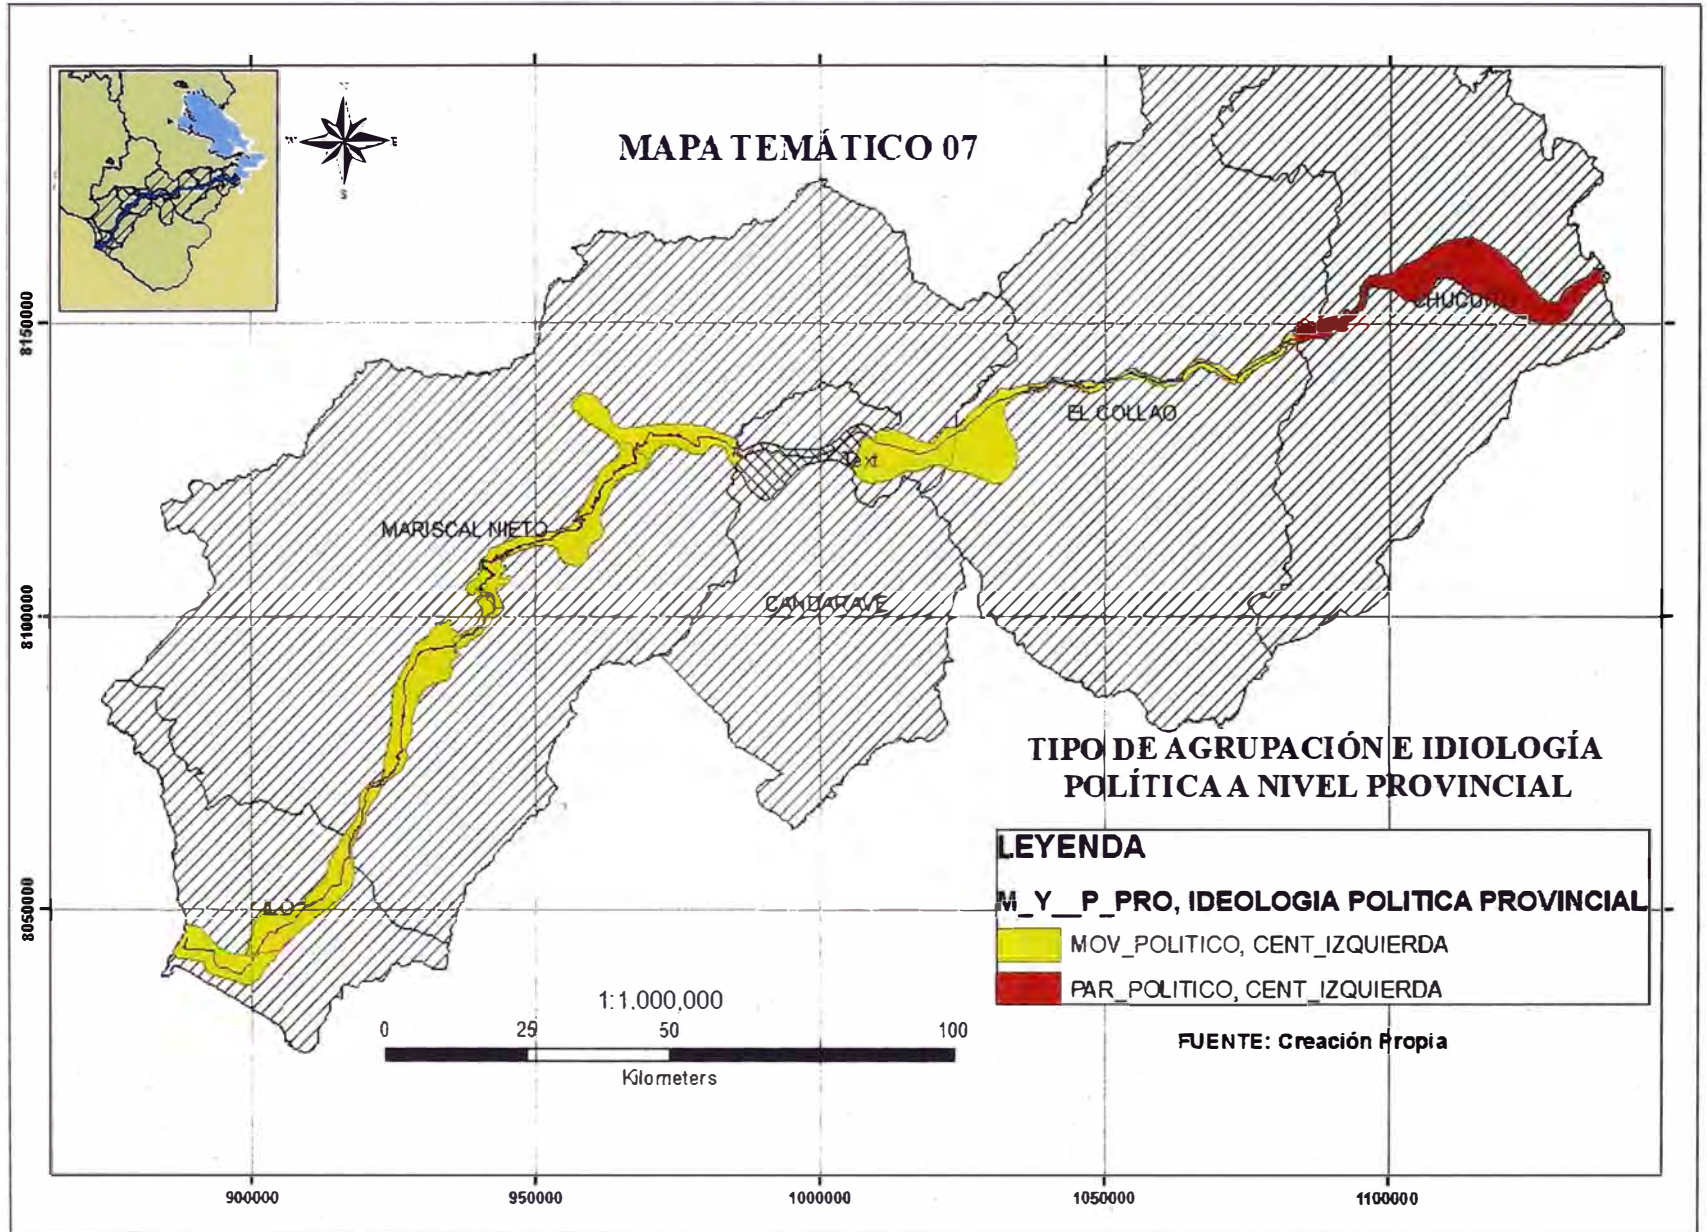 MAPA TEMÁTICO 07
E
S
8150000
8100000
8050000
CHUCUITO
EL COLLAO
Text
MARISCAL NIETO
CANDARAVE
ILO
TIPO DE AGRUPACIÓN E IDIOLOGÍA
POLÍTICA A NIVEL PROVINCIAL
LEYENDA
M_Y__P_PRO, IDEOLOGIA POLITICA PROVINCIAL
MOV_POLITICO, CENT_IZQUIERDA
PAR_POLITICO, CENT_IZQUIERDA
1:1,000,000
0 25 50 100
Kilometers
FUENTE: Creación Propia
900000 950000 1000000 1050000 1100000